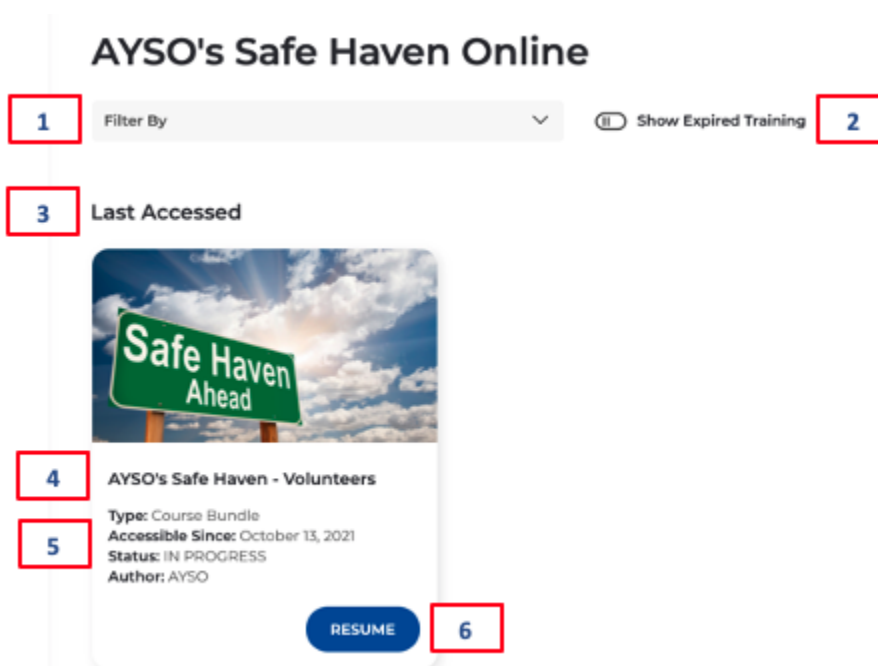 AYSO's Safe Haven Online
1 Filter By Show Expired Training 2
3 Last Accessed
Safe Haven
Ahead
4 AYSO's Safe Haven - Volunteers
Type: Course Bundle
Accessible Since: October 13, 2021
5 Status: IN PROGRESS
Author: AYSO
RESUME 6